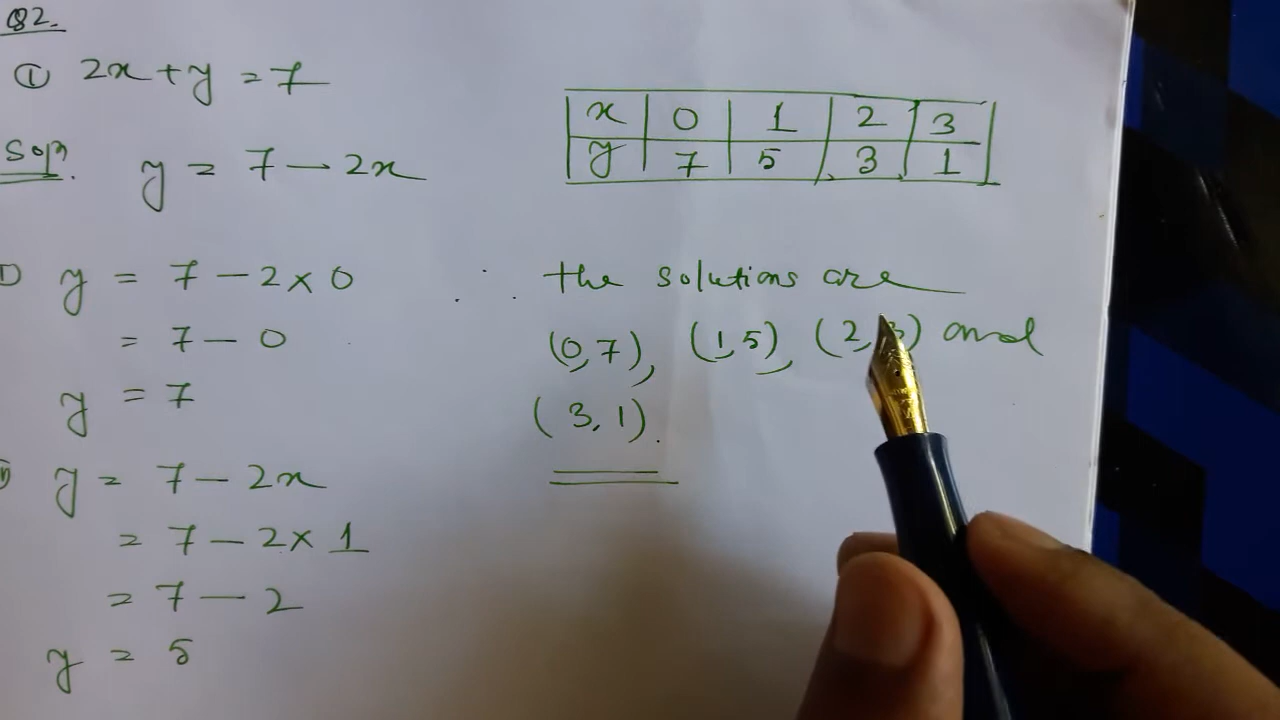 Q2.
① 2x + y = 7
Soln. y = 7 - 2x
x 0 1 2 3
y 7 5 3 1
I) y = 7 - 2 × 0
= 7 - 0
y = 7
y = 7 - 2x
= 7 - 2 × 1
= 7 - 2
y = 5
∴ the solutions are
(0,7), (1,5), (2,3) and
(3,1).